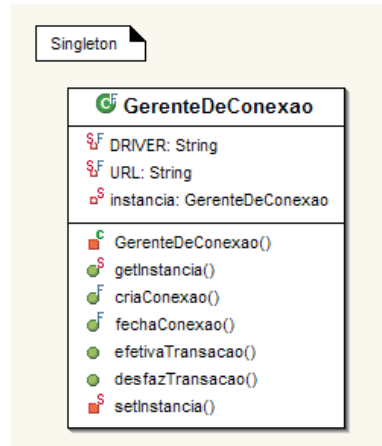 Singleton
GerenteDeConexao
DRIVER: String
URL: String
instancia: GerenteDeConexao
GerenteDeConexao()
getInstancia()
criaConexao()
fechaConexao()
efetivaTransacao()
desfazTransacao()
setInstancia()